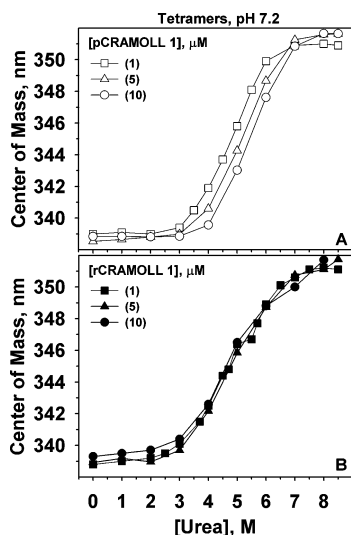 Tetramers, pH 7.2
[pCRAMOLL 1], μM
(1)
(5)
(10)
350
348
346
344
342
340
Center of Mass, nm
A
[rCRAMOLL 1], μM
(1)
(5)
(10)
350
348
346
344
342
340
Center of Mass, nm
B
0 1 2 3 4 5 6 7 8
[Urea], M